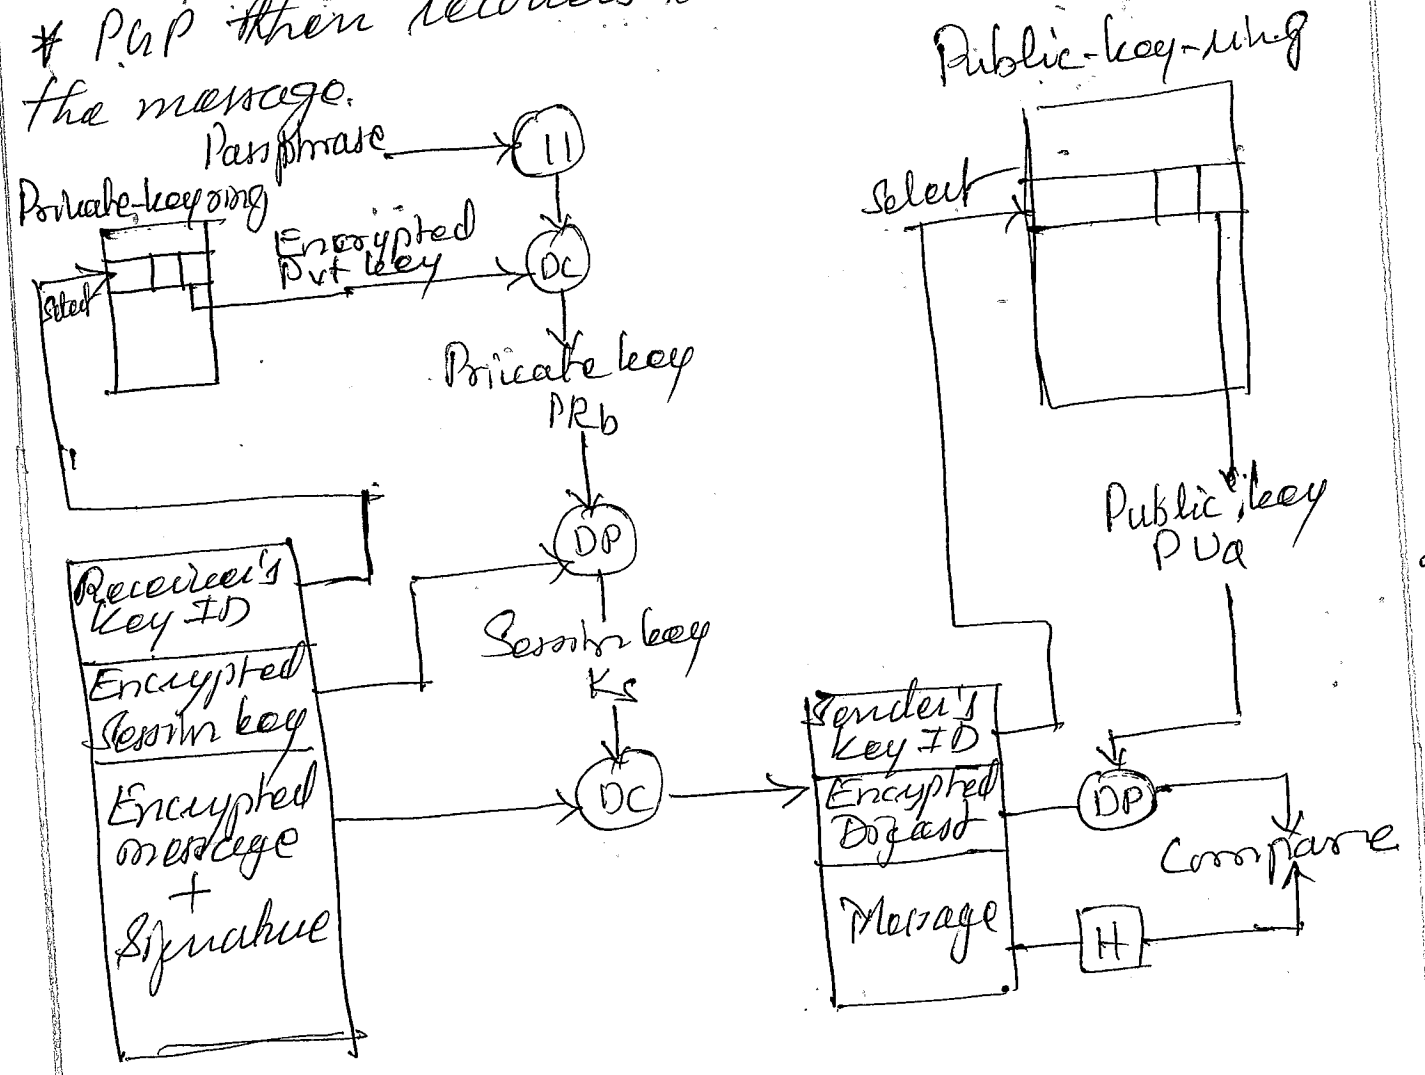 * PGP then recovers
the message.
Public-key-ring
Passphrase
||
Private-key ring
Select
Encrypted
Pvt key
DC
Select
Private key
PRb
DP
Public key
PUa
Receiver's
Key ID
Session key
Ks
Encrypted
Session key
Sender's
Key ID
DC
Encrypted
Digest
DP
Encrypted
message
+
Signature
Compare
Message
H